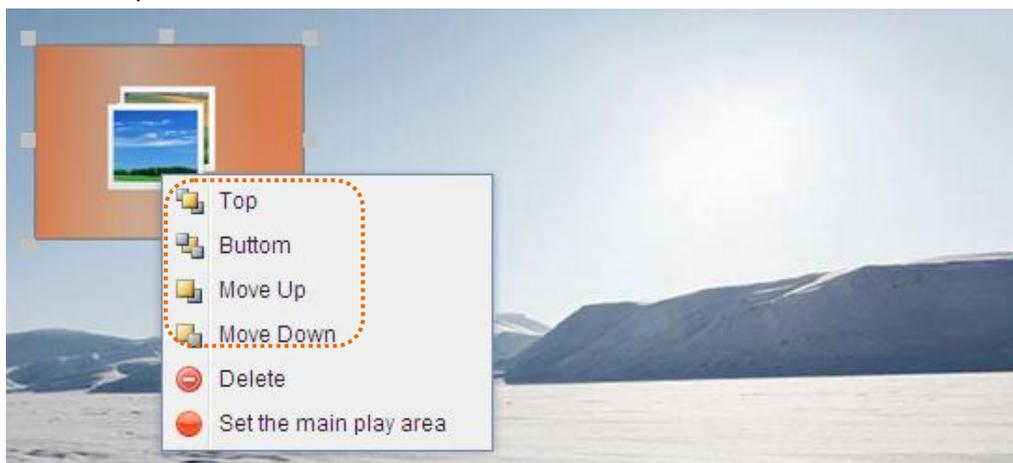 Top
Buttom
Move Up
Move Down
Delete
Set the main play area